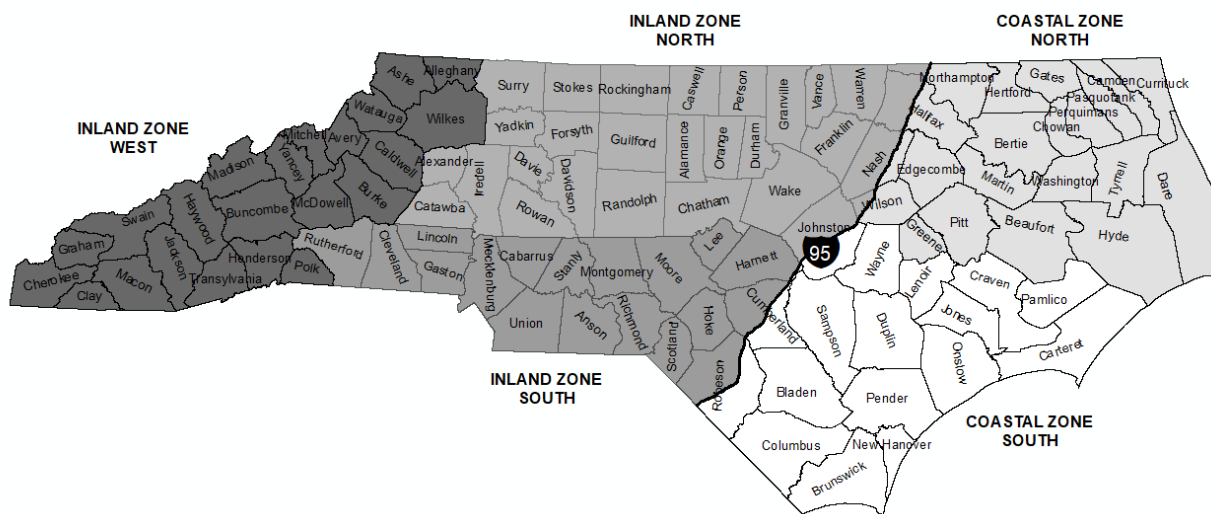 INLAND ZONE
NORTH
COASTAL ZONE
NORTH
INLAND ZONE
WEST
INLAND ZONE
SOUTH
COASTAL ZONE
SOUTH
Ashe
Alleghany
Surry
Stokes
Rockingham
Caswell
Person
Granville
Vance
Warren
Northampton
Gates
Camden
Currituck
Hertford
Pasquotank
Perquimans
Chowan
Halifax
Watauga
Wilkes
Yadkin
Forsyth
Guilford
Alamance
Orange
Durham
Franklin
Nash
Bertie
Mitchell
Avery
Caldwell
Alexander
Iredell
Davie
Davidson
Edgecombe
Martin
Washington
Tyrrell
Dare
Madison
Yancey
McDowell
Burke
Catawba
Rowan
Randolph
Chatham
Wake
Wilson
Swain
Haywood
Buncombe
Johnston
95
Greene
Pitt
Beaufort
Hyde
Graham
Jackson
Henderson
Polk
Rutherford
Cleveland
Lincoln
Gaston
Mecklenburg
Cabarrus
Stanly
Montgomery
Moore
Lee
Harnett
Wayne
Lenoir
Craven
Pamlico
Cherokee
Clay
Macon
Transylvania
Union
Anson
Richmond
Scotland
Hoke
Cumberland
Sampson
Duplin
Jones
Onslow
Carteret
Robeson
Bladen
Pender
Columbus
New Hanover
Brunswick